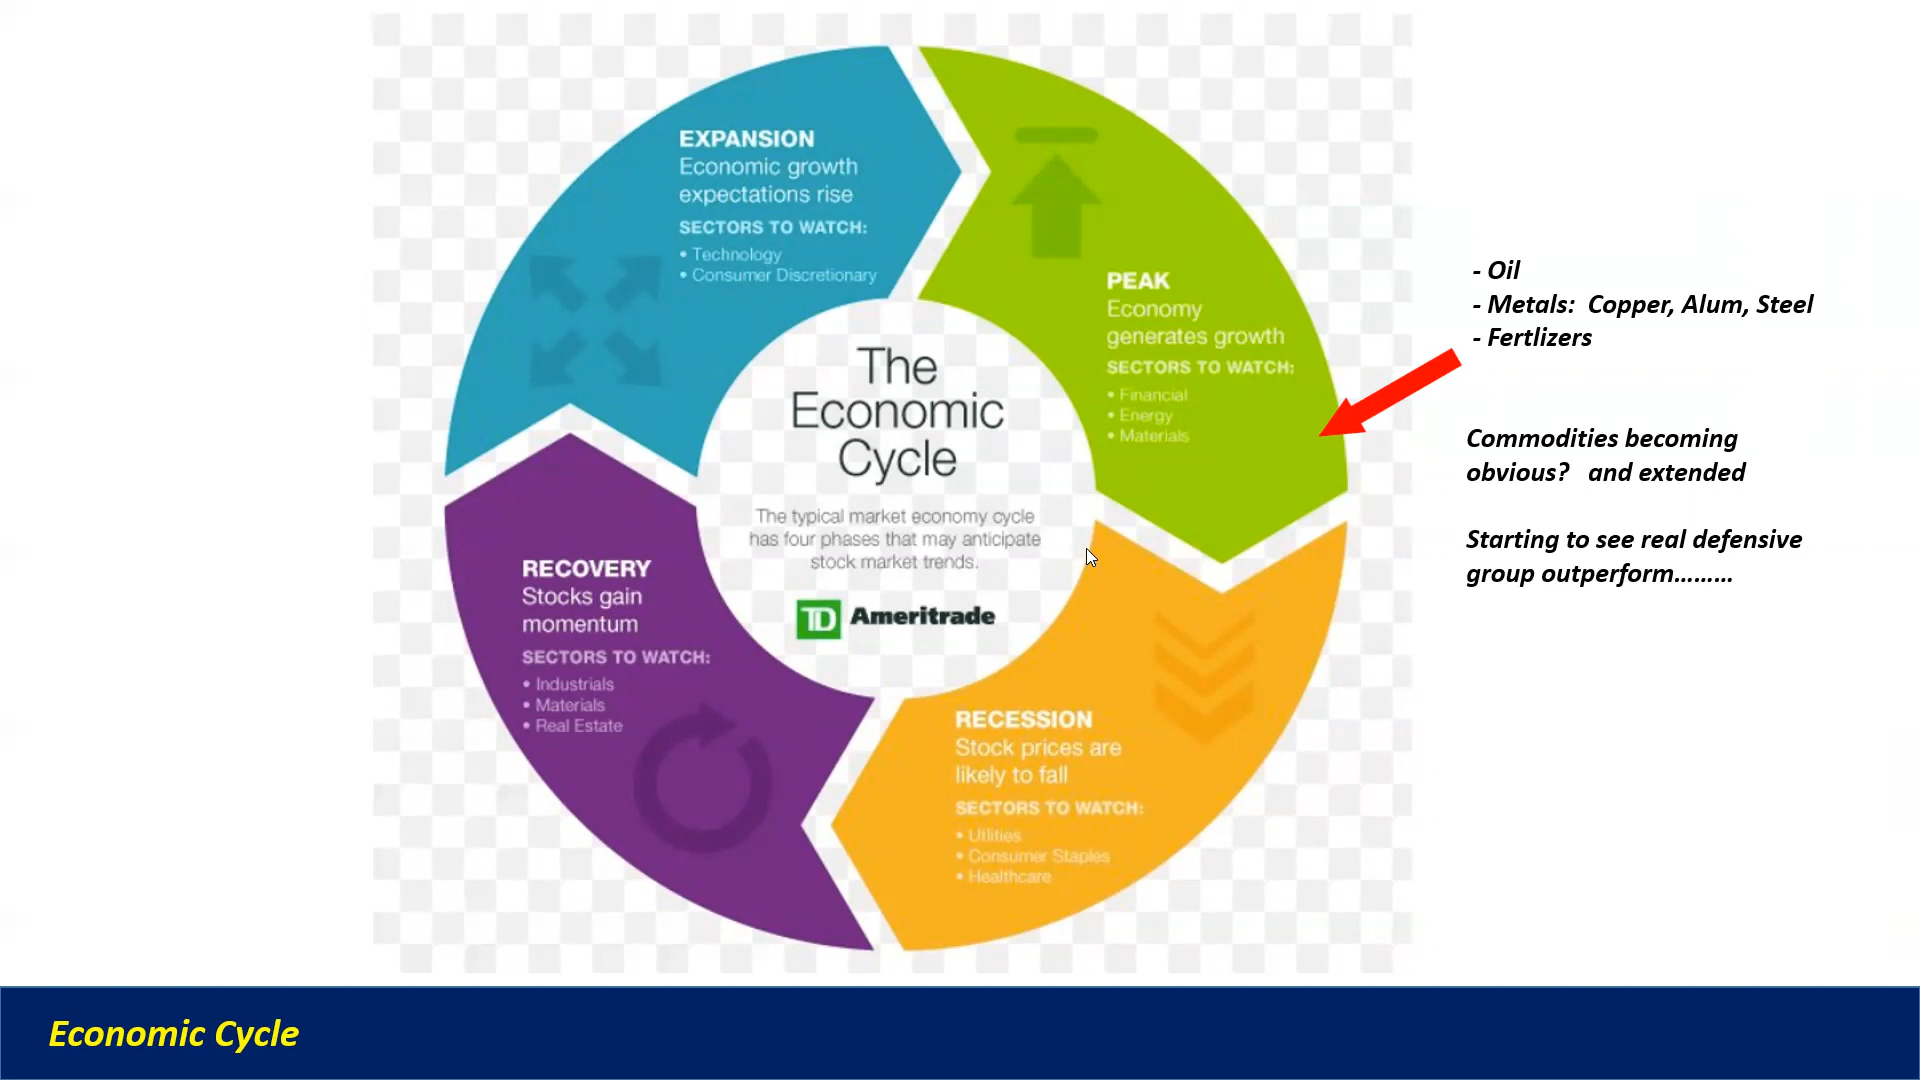 EXPANSION
Economic growth
expectations rise
SECTORS TO WATCH:
• Technology
• Consumer Discretionary
PEAK
Economy
generates growth
SECTORS TO WATCH:
• Financial
• Energy
• Materials
- Oil
- Metals:  Copper, Alum, Steel
- Fertlizers
Commodities becoming
obvious?   and extended
Starting to see real defensive
group outperform.........
The
Economic
Cycle
The typical market economy cycle
has four phases that may anticipate
stock market trends.
TD Ameritrade
RECOVERY
Stocks gain
momentum
SECTORS TO WATCH:
• Industrials
• Materials
• Real Estate
RECESSION
Stock prices are
likely to fall
SECTORS TO WATCH:
• Utilities
• Consumer Staples
• Healthcare
Economic Cycle